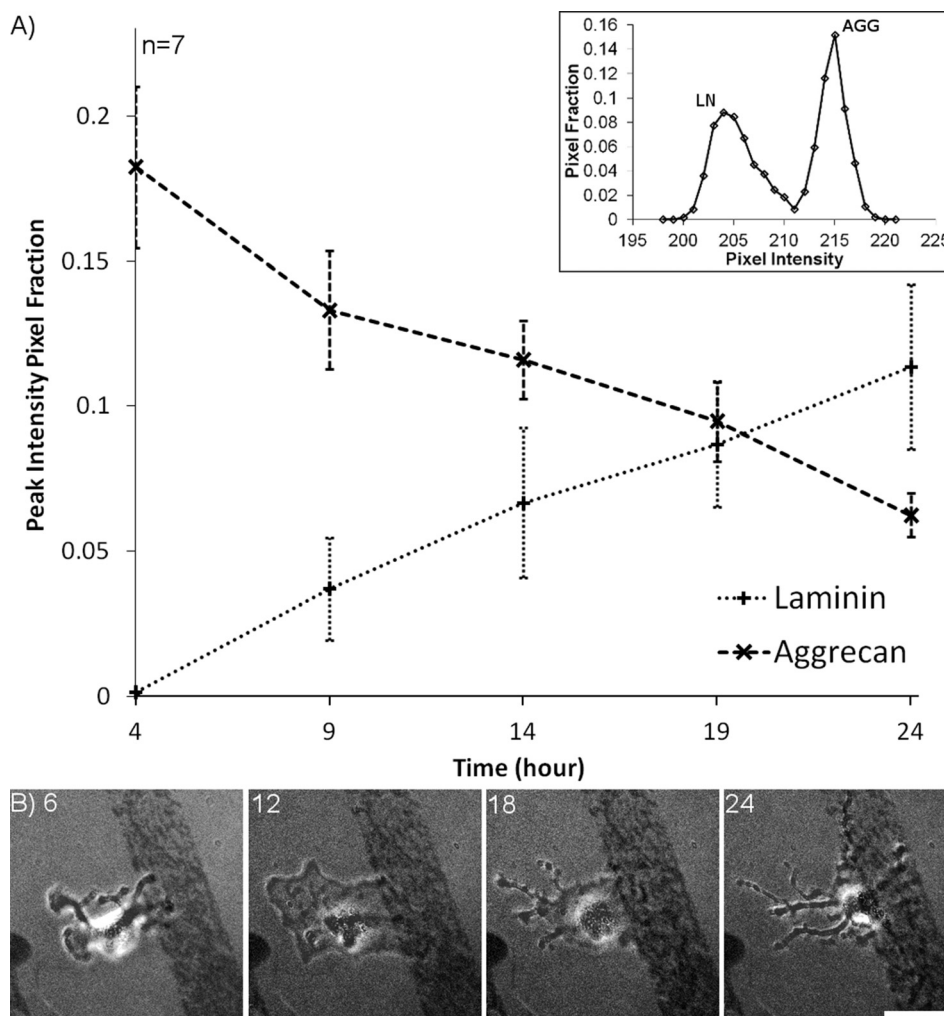 A)
n=7
0.2
0.15
0.1
0.05
0
Peak Intensity Pixel Fraction
4 9 14 19 24
Time (hour)
Laminin
Aggrecan
0.16
0.14
0.12
0.1
0.08
0.06
0.04
0.02
0
Pixel Fraction
LN
AGG
195 200 205 210 215 220 225
Pixel Intensity
B) 6 12 18 24